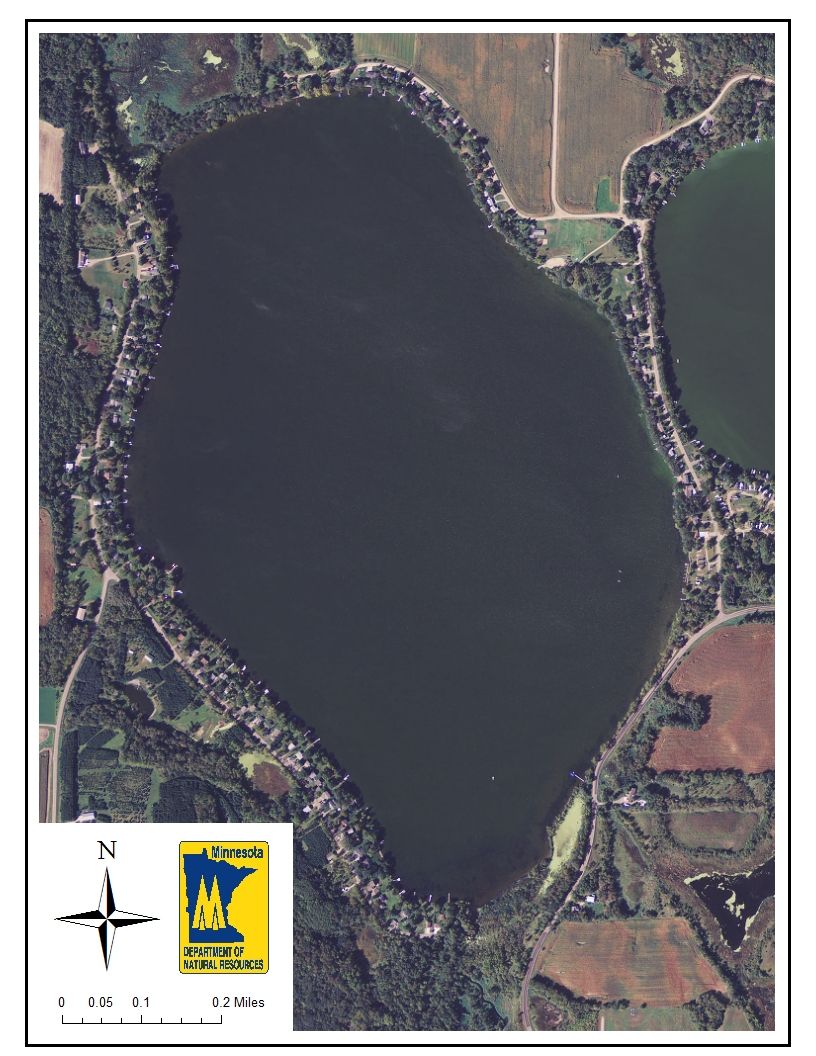 N
Minnesota
DEPARTMENT OF
NATURAL RESOURCES
0 0.05 0.1 0.2 Miles